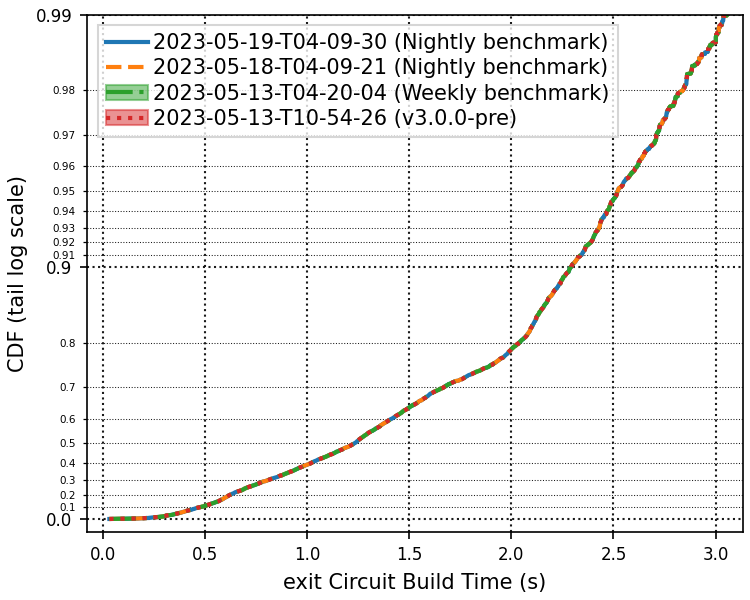 0.99
2023-05-19-T04-09-30 (Nightly benchmark)
2023-05-18-T04-09-21 (Nightly benchmark)
2023-05-13-T04-20-04 (Weekly benchmark)
2023-05-13-T10-54-26 (v3.0.0-pre)
0.98
0.97
0.96
0.95
0.94
0.93
0.92
0.91
0.9
0.8
0.7
0.6
0.5
0.4
0.3
0.2
0.1
0.0
CDF (tail log scale)
0.0 0.5 1.0 1.5 2.0 2.5 3.0
exit Circuit Build Time (s)